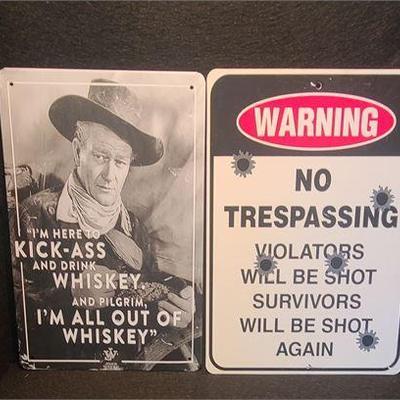 "I'M HERE TO
KICK-ASS
AND DRINK
WHISKEY.
AND PILGRIM,
I'M ALL OUT OF
WHISKEY"
WARNING
NO
TRESPASSING
VIOLATORS
WILL BE SHOT
SURVIVORS
WILL BE SHOT
AGAIN